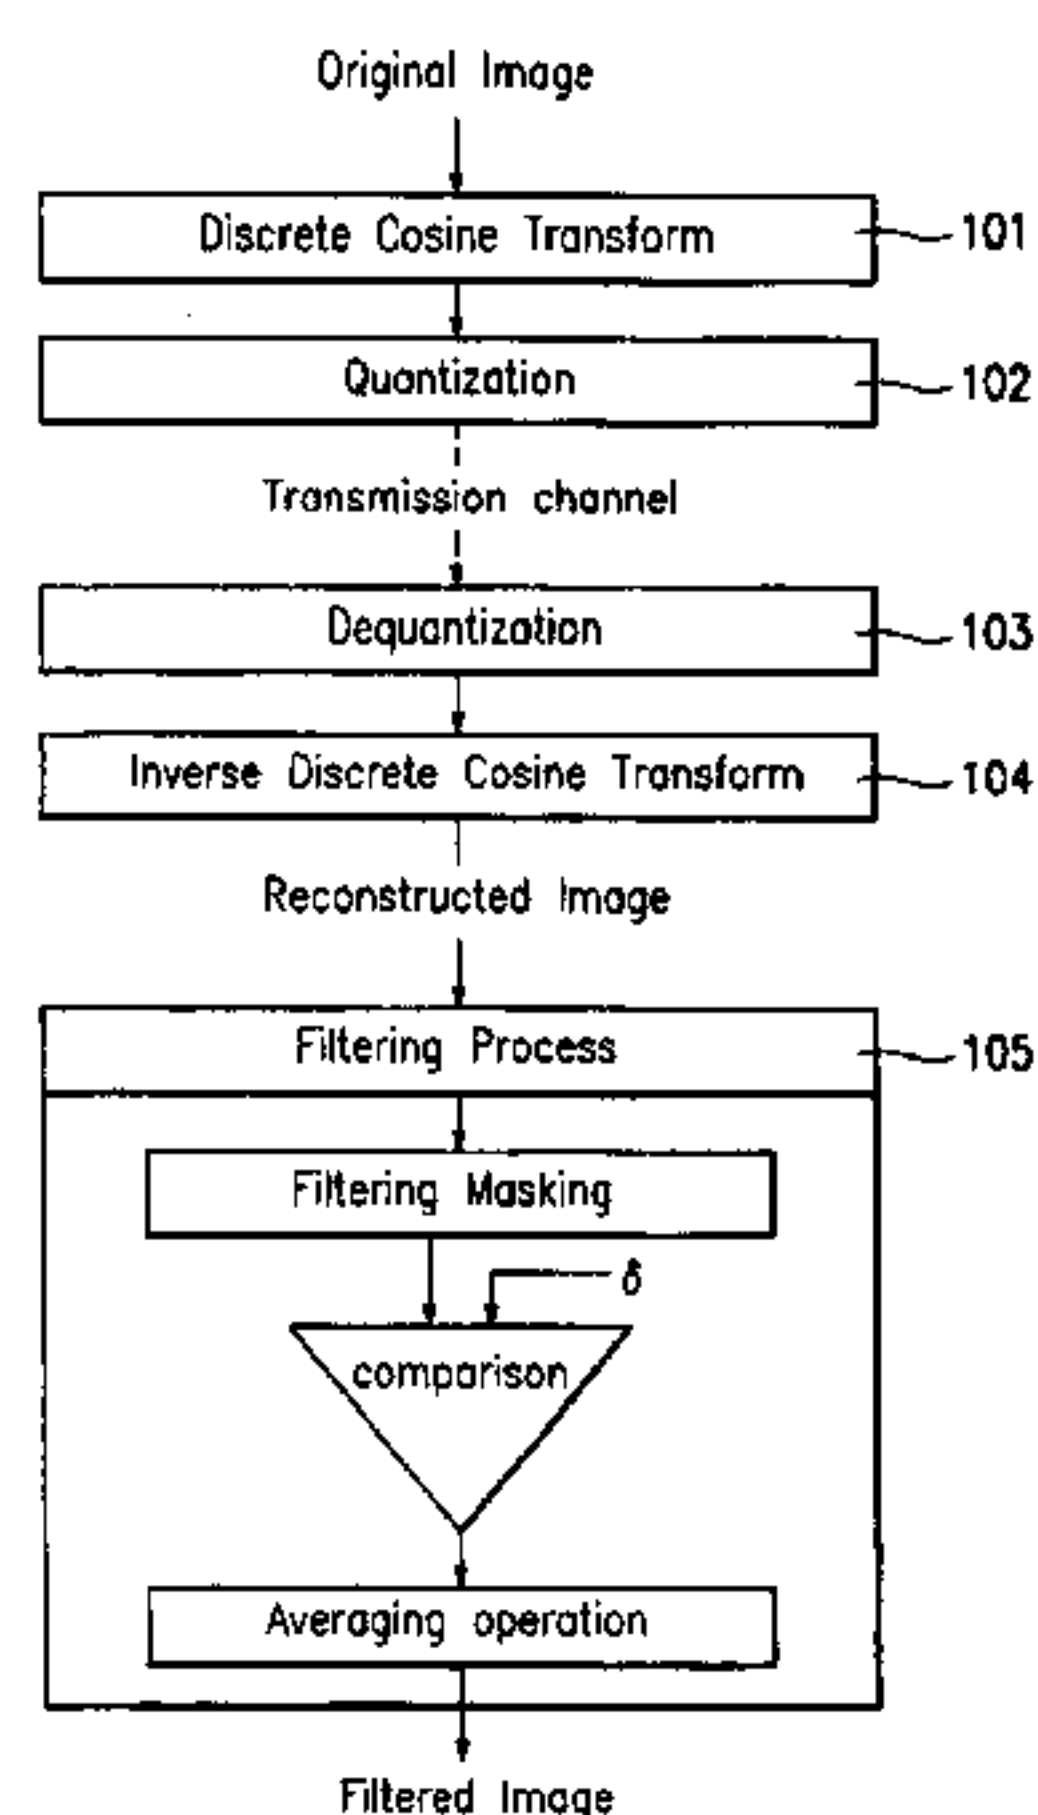 Original Image
Discrete Cosine Transform 101
Quantization 102
Transmission channel
Dequantization 103
Inverse Discrete Cosine Transform 104
Reconstructed Image
Filtering Process 105
Filtering Masking
δ
comparison
Averaging operation
Filtered Image